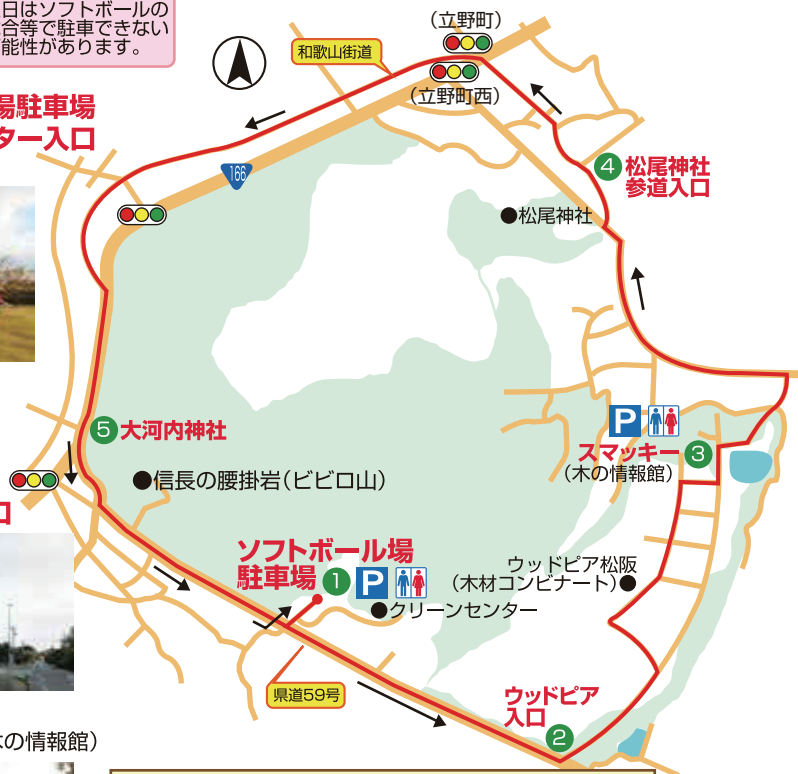 日はソフトボールの
合等で駐車できない
能性があります。
場駐車場
ター入口
(立野町)
和歌山街道
(立野町西)
166
4 松尾神社
参道入口
●松尾神社
5 大河内神社
●信長の腰掛岩(ビビロ山)
P
スマッキー 3
(木の情報館)
口
ソフトボール場
駐車場 1 P
ウッドピア松阪
(木材コンビナート)●
●クリーンセンター
県道59号
ウッドピア
入口
2
の情報館)